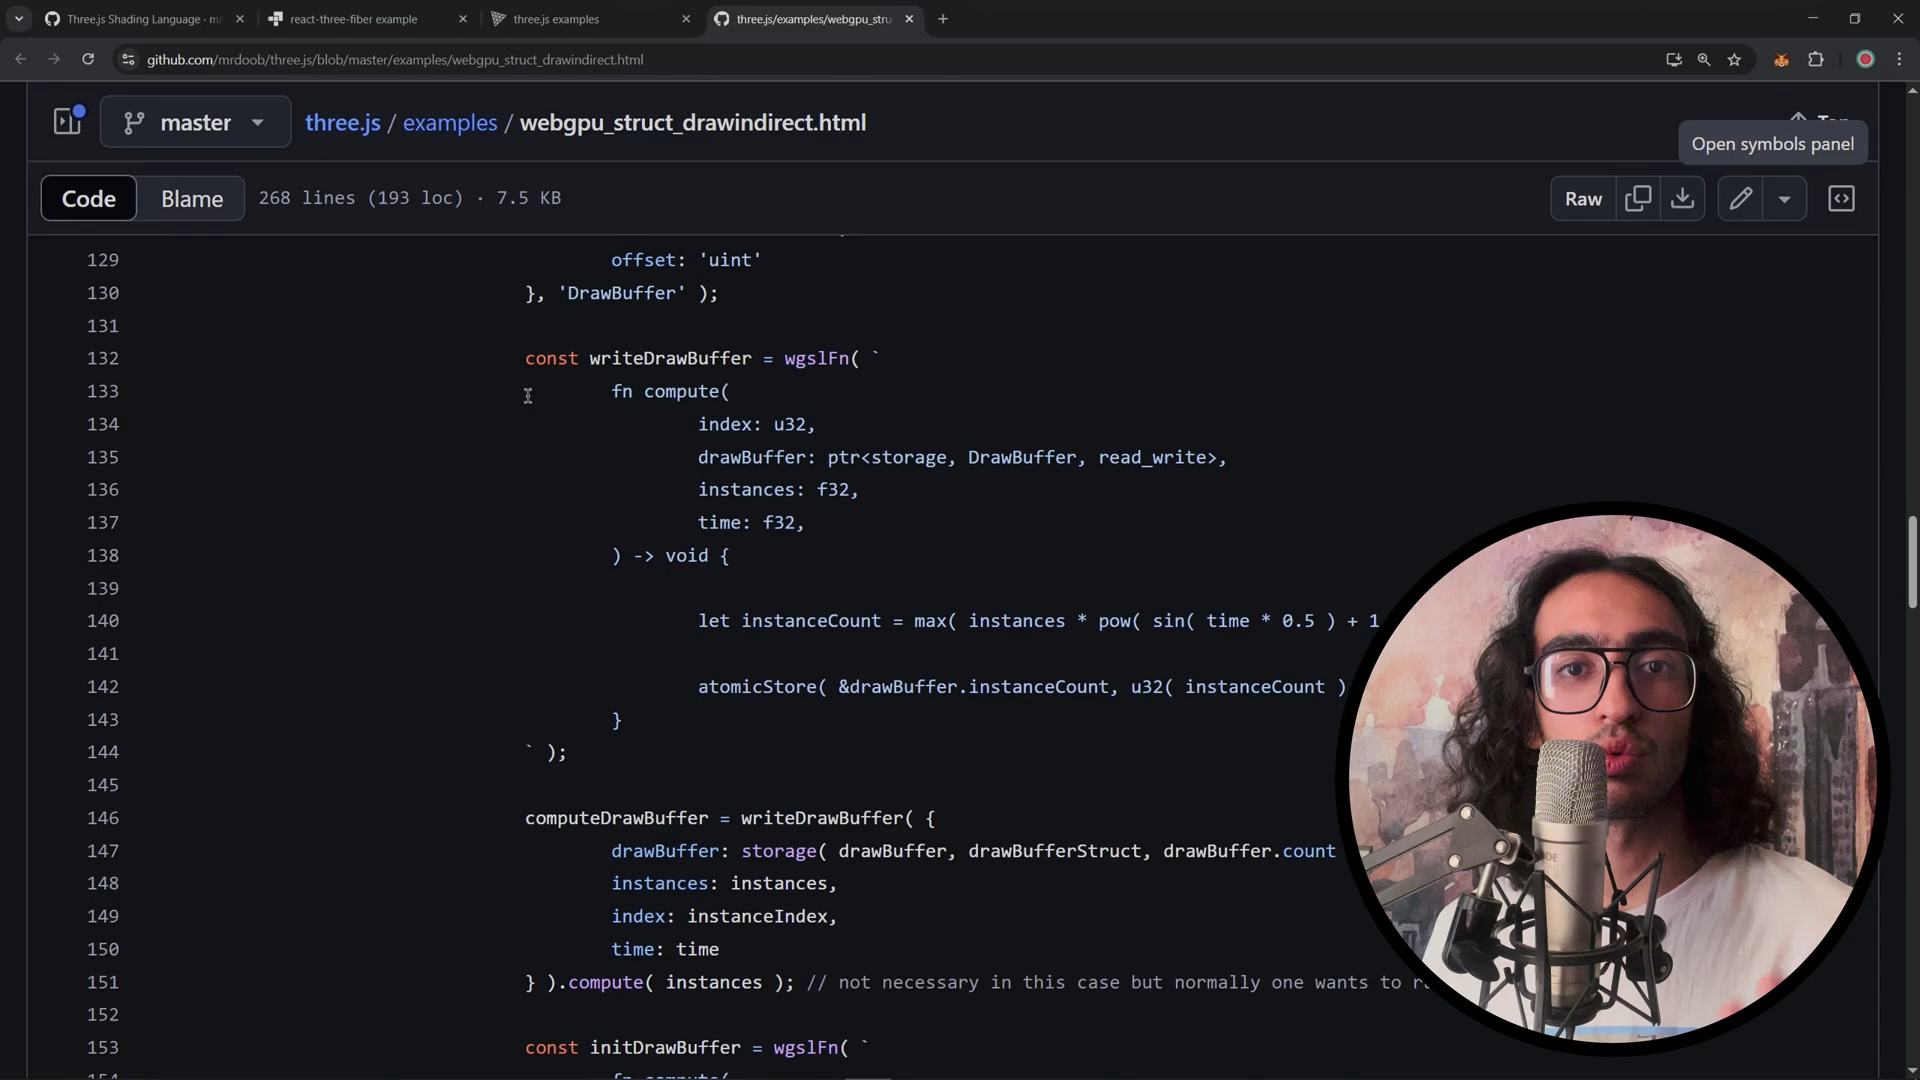 Three.js Shading Language · mr
react-three-fiber example
three.js examples
three.js/examples/webgpu_stru
github.com/mrdoob/three.js/blob/master/examples/webgpu_struct_drawindirect.html
master
three.js / examples / webgpu_struct_drawindirect.html
Open symbols panel
Code
Blame
268 lines (193 loc) · 7.5 KB
Raw
129 offset: 'uint'
130 }, 'DrawBuffer' );
131
132 const writeDrawBuffer = wgslFn( `
133 fn compute(
134 index: u32,
135 drawBuffer: ptr<storage, DrawBuffer, read_write>,
136 instances: f32,
137 time: f32,
138 ) -> void {
139
140 let instanceCount = max( instances * pow( sin( time * 0.5 ) + 1
141
142 atomicStore( &drawBuffer.instanceCount, u32( instanceCount )
143 }
144 ` );
145
146 computeDrawBuffer = writeDrawBuffer( {
147 drawBuffer: storage( drawBuffer, drawBufferStruct, drawBuffer.count
148 instances: instances,
149 index: instanceIndex,
150 time: time
151 } ).compute( instances ); // not necessary in this case but normally one wants to
152
153 const initDrawBuffer = wgslFn( `